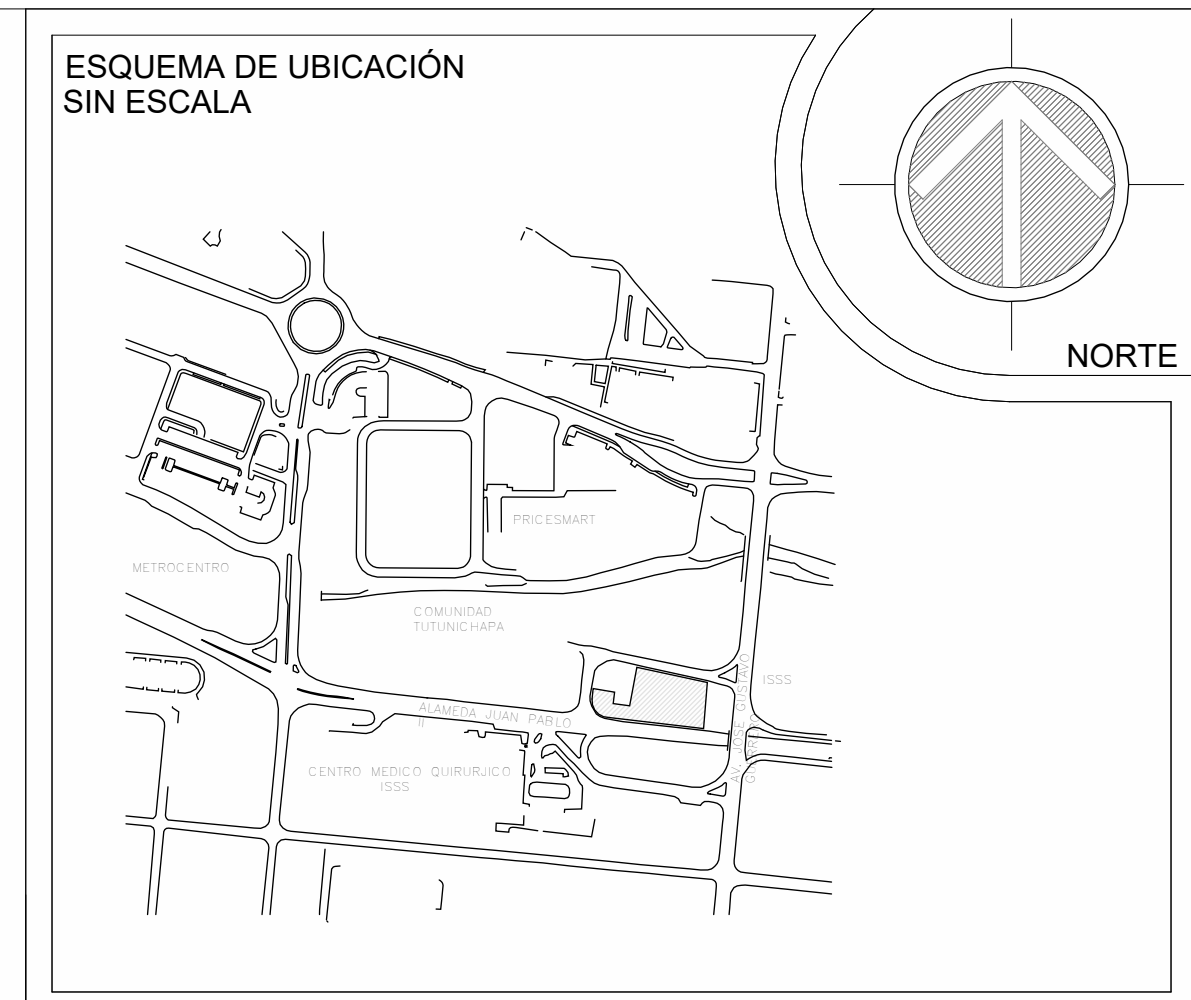 ESQUEMA DE UBICACIÓN
SIN ESCALA
NORTE
PRICESMART
METROCENTRO
COMUNIDAD
TUTUNICHAPA
ISSS
ALAMEDA JUAN PABLO
II
CENTRO MEDICO QUIRURJICO
ISSS
AV. JOSE GUSTAVO